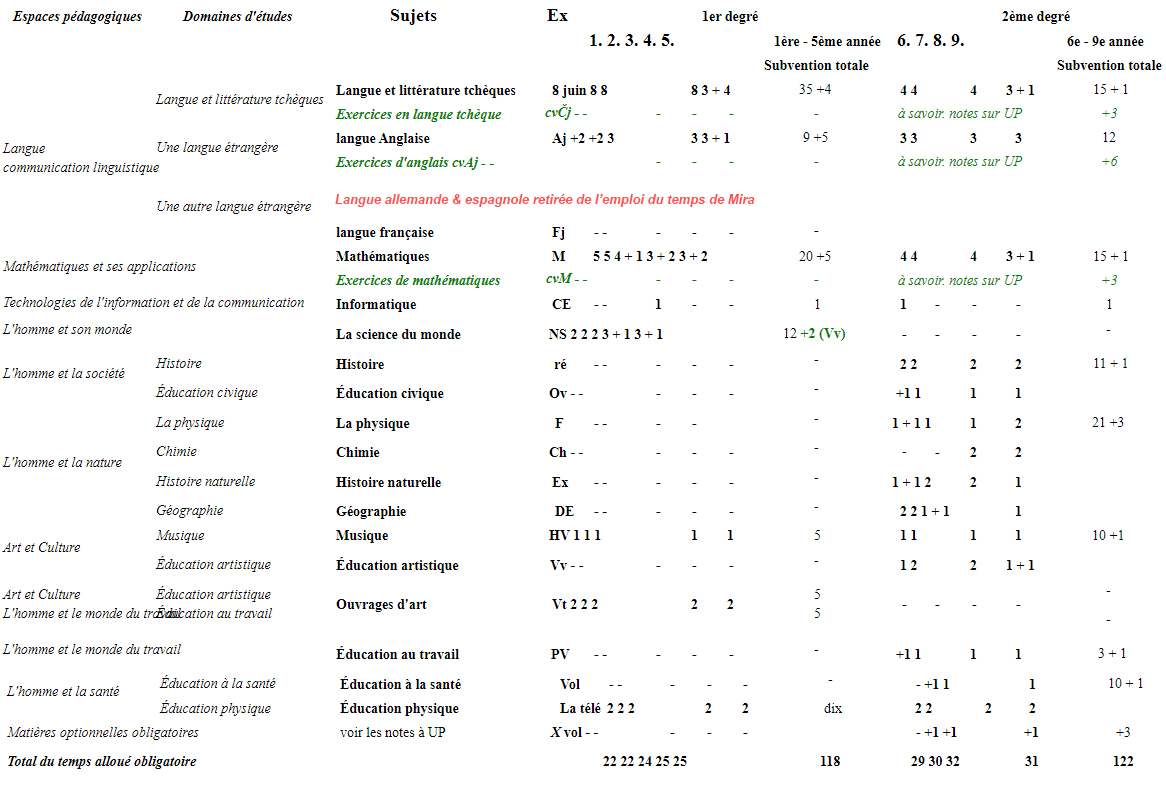 Espaces pédagogiques Domaines d'études Sujets Ex 1er degré 2ème degré
1. 2. 3. 4. 5. 1ère - 5ème année 6. 7. 8. 9. 6e - 9e année
Subvention totale Subvention totale
Langue et littérature tchèques Langue et littérature tchèques 8 juin 8 8 8 3 + 4 35 +4 4 4 4 3 + 1 15 + 1
Exercices en langue tchèque cvČj - - - - - - à savoir. notes sur UP +3
Langue
communication linguistique
Une langue étrangère langue Anglaise Aj +2 +2 3 3 3 + 1 9 +5 3 3 3 3 12
Exercices d'anglais cvAj - - - - - - à savoir. notes sur UP +6
Une autre langue étrangère Langue allemande & espagnole retirée de l'emploi du temps de Mira
langue française Fj - - - - - -
Mathématiques et ses applications Mathématiques M 5 5 4 + 1 3 + 2 3 + 2 20 +5 4 4 4 3 + 1 15 + 1
Exercices de mathématiques cvM - - - - - - à savoir. notes sur UP +3
Technologies de l'information et de la communication Informatique CE - - 1 - - 1 1 - - - 1
L'homme et son monde La science du monde NS 2 2 2 3 + 1 3 + 1 12 +2 (Vv) - - - - -
L'homme et la société Histoire Histoire ré - - - - - - 2 2 2 2 11 + 1
Éducation civique Éducation civique Ov - - - - - - +1 1 1 1
L'homme et la nature La physique La physique F - - - - - - 1 + 1 1 1 2 21 +3
Chimie Chimie Ch - - - - - - - - 2 2
Histoire naturelle Histoire naturelle Ex - - - - - - 1 + 1 2 2 1
Géographie Géographie DE - - - - - - 2 2 1 + 1 1
Art et Culture Musique Musique HV 1 1 1 1 1 5 1 1 1 1 10 +1
Éducation artistique Éducation artistique Vv - - - - - - 1 2 2 1 + 1
Art et Culture Éducation artistique Ouvrages d'art Vt 2 2 2 2 2 5 - - - - -
L'homme et le monde du travail Éducation au travail 5 -
L'homme et le monde du travail Éducation au travail PV - - - - - - +1 1 1 1 3 + 1
L'homme et la santé Éducation à la santé Éducation à la santé Vol - - - - - - - +1 1 1 10 + 1
Éducation physique Éducation physique La télé 2 2 2 2 2 dix 2 2 2 2
Matières optionnelles obligatoires voir les notes à UP X vol - - - - - - +1 +1 +1 +3
Total du temps alloué obligatoire 22 22 24 25 25 118 29 30 32 31 122